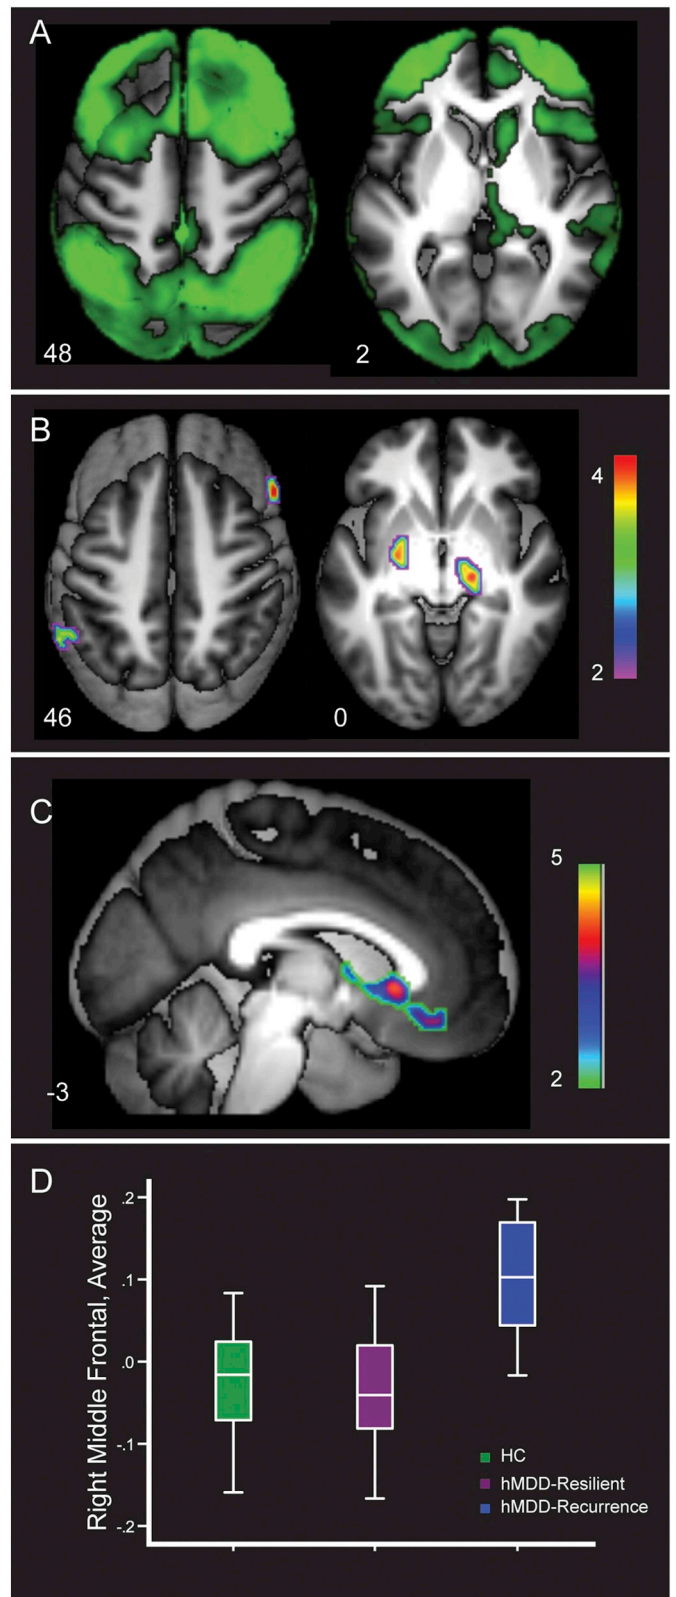 A
48
2
B
4
2
46
0
C
5
2
-3
D
Right Middle Frontal, Average
.2
.1
.0
-.1
-.2
HC
hMDD-Resilient
hMDD-Recurrence